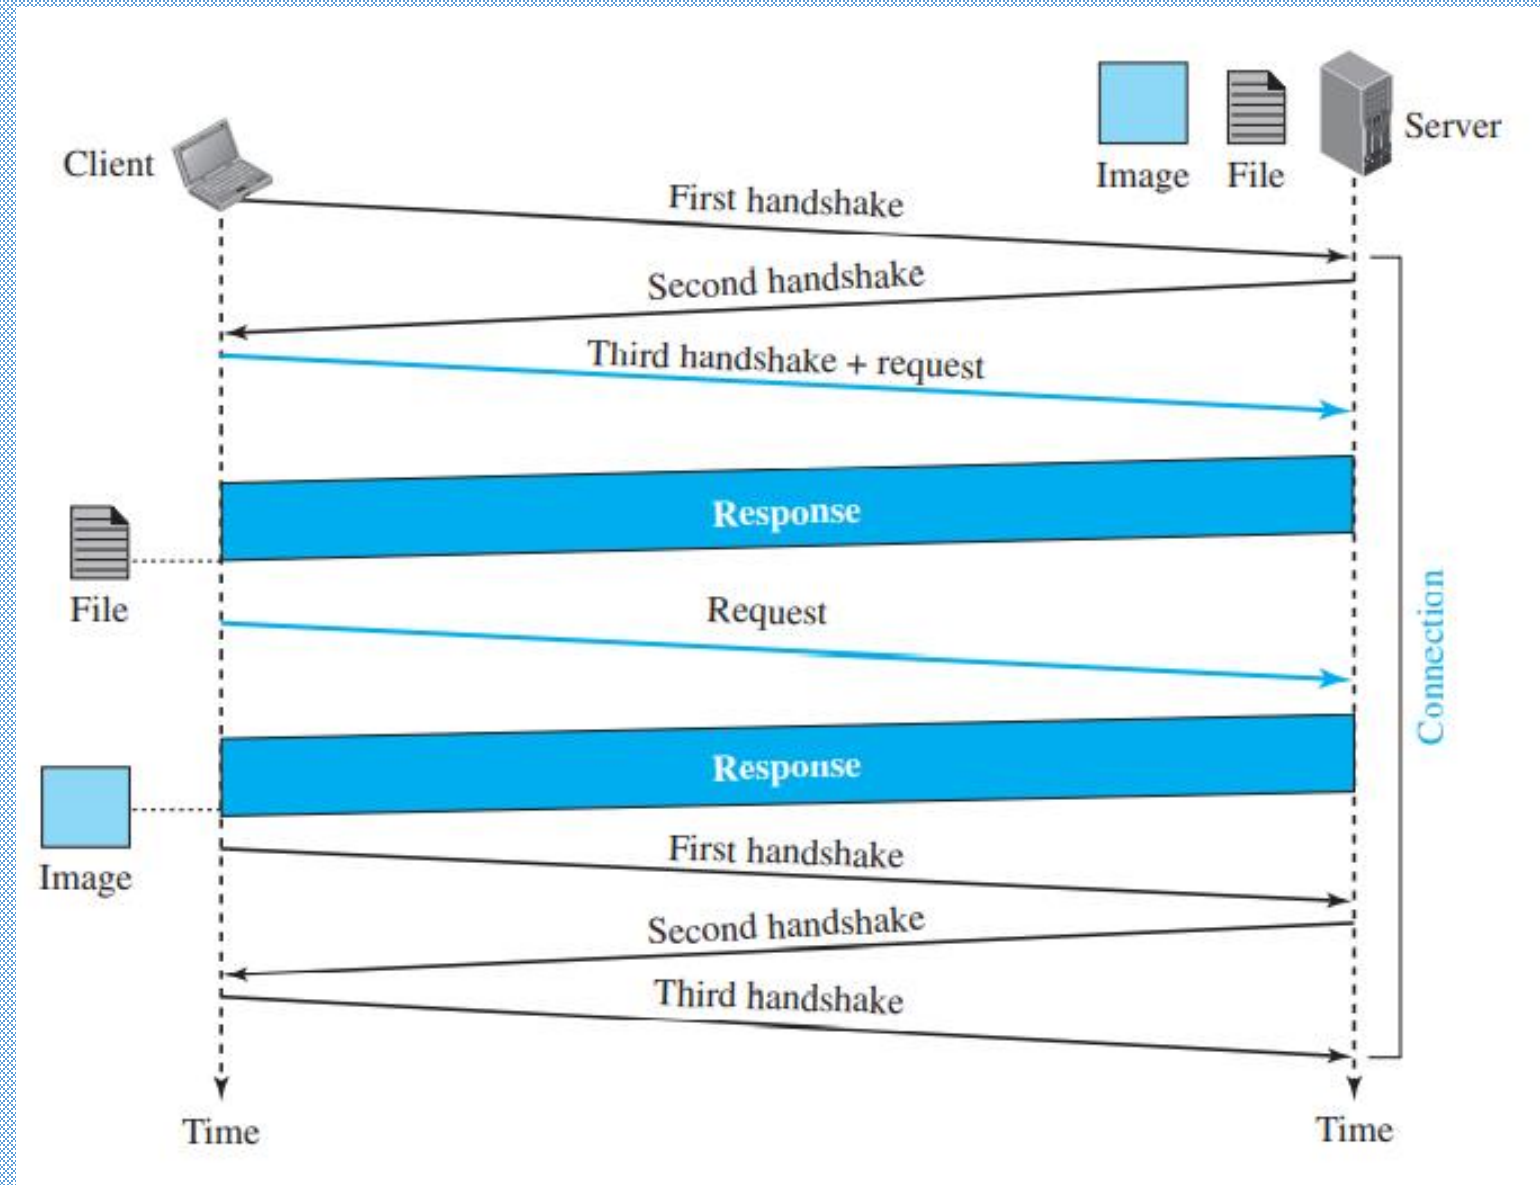 Client
Image
File
Server
First handshake
Second handshake
Third handshake + request
Response
File
Request
Connection
Response
Image
First handshake
Second handshake
Third handshake
Time
Time